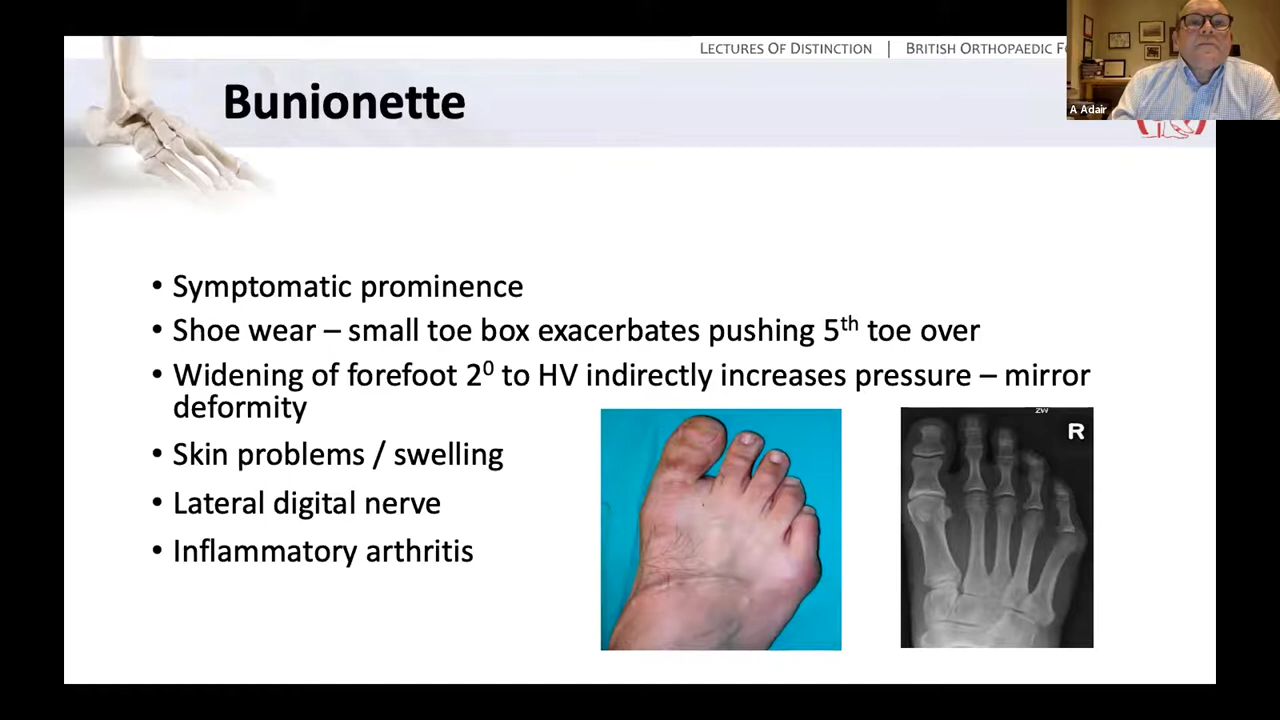 LECTURES OF DISTINCTION | BRITISH ORTHOPAEDIC
A Adair
Bunionette
• Symptomatic prominence
• Shoe wear – small toe box exacerbates pushing 5th toe over
• Widening of forefoot 2⁰ to HV indirectly increases pressure – mirror
deformity
• Skin problems / swelling
• Lateral digital nerve
• Inflammatory arthritis
ZW
R